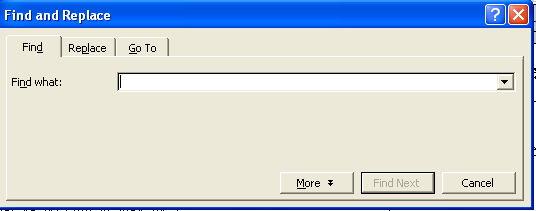 Find and Replace
Find Replace Go To
Find what:
More Find Next Cancel